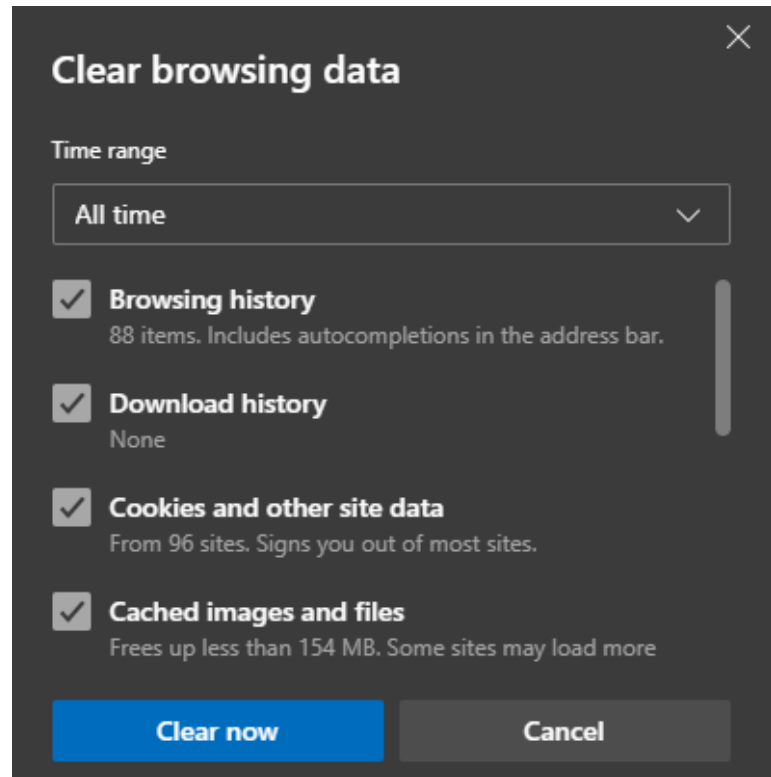 Clear browsing data
Time range
All time
Browsing history
88 items. Includes autocompletions in the address bar.
Download history
None
Cookies and other site data
From 96 sites. Signs you out of most sites.
Cached images and files
Frees up less than 154 MB. Some sites may load more
Clear now
Cancel